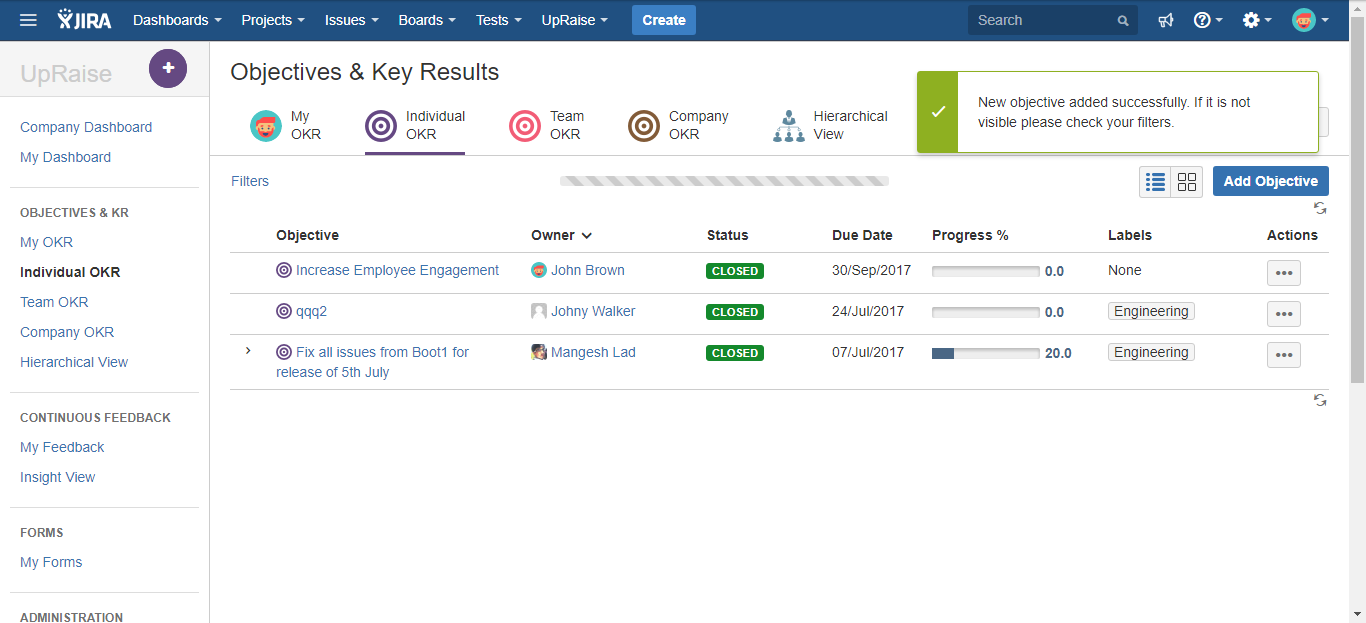 JIRA Dashboards Projects Issues Boards Tests UpRaise Create Search
UpRaise +
Company Dashboard
My Dashboard
OBJECTIVES & KR
My OKR
Individual OKR
Team OKR
Company OKR
Hierarchical View
CONTINUOUS FEEDBACK
My Feedback
Insight View
FORMS
My Forms
ADMINISTRATION
Objectives & Key Results
My
OKR
Individual
OKR
Team
OKR
Company
OKR
Hierarchical
View
New objective added successfully. If it is not
visible please check your filters.
Filters Add Objective
Objective Owner Status Due Date Progress % Labels Actions
Increase Employee Engagement John Brown CLOSED 30/Sep/2017 0.0 None
qqq2 Johny Walker CLOSED 24/Jul/2017 0.0 Engineering
Fix all issues from Boot1 for Mangesh Lad CLOSED 07/Jul/2017 20.0 Engineering
release of 5th July